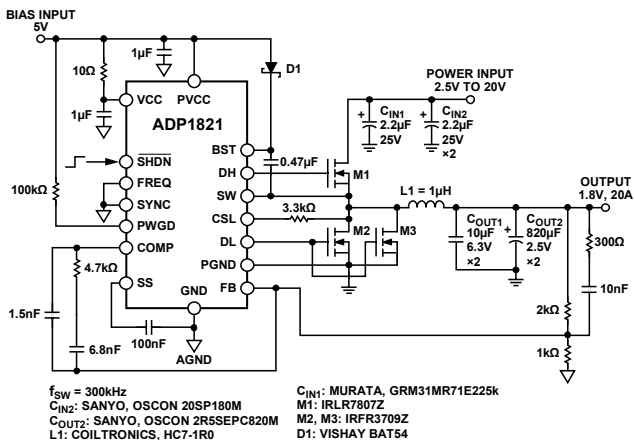 BIAS INPUT
5V
1µF
10Ω
1µF
D1
VCC
PVCC
ADP1821
BST
SHDN
DH
FREQ
SW
SYNC
CSL
PWGD
DL
COMP
PGND
SS
GND
FB
100kΩ
0.47µF
3.3kΩ
M1
M2
M3
POWER INPUT
2.5V TO 20V
+
CIN1
2.2µF
25V
+
CIN2
2.2µF
25V
×2
L1 = 1µH
OUTPUT
1.8V, 20A
COUT1
10µF
6.3V
×2
+
COUT2
820µF
2.5V
×2
300Ω
10nF
2kΩ
1kΩ
4.7kΩ
1.5nF
6.8nF
100nF
AGND
fSW = 300kHz
CIN2: SANYO, OSCON 20SP180M
COUT2: SANYO, OSCON 2R5SEPC820M
L1: COILTRONICS, HC7-1R0
CIN1: MURATA, GRM31MR71E225k
M1: IRLR7807Z
M2, M3: IRFR3709Z
D1: VISHAY BAT54